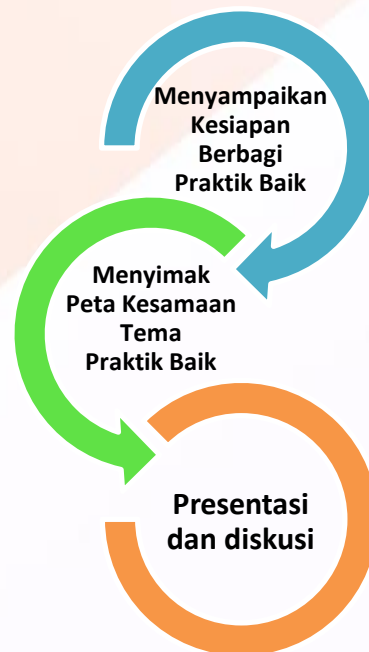 Menyampaikan
Kesiapan
Berbagi
Praktik Baik
Menyimak
Peta Kesamaan
Tema
Praktik Baik
Presentasi
dan diskusi